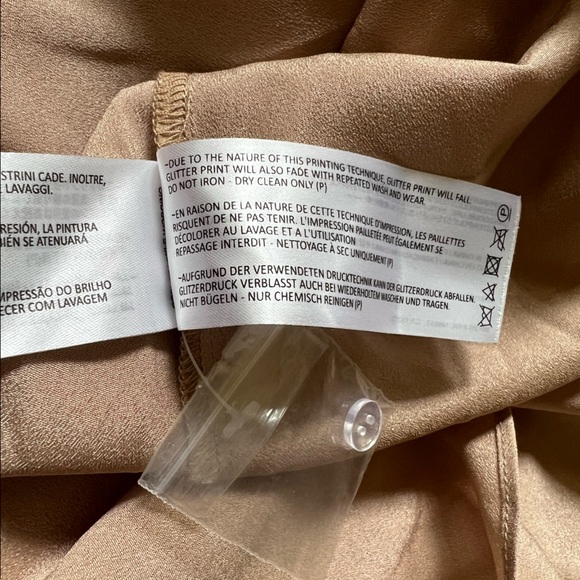 STRINI CADE. INOLTRE,
LAVAGGI.
RESIÓN, LA PINTURA
BIÉN SE ATENUARÁ
MPRESSÃO DO BRILHO
ECER COM LAVAGEM
-DUE TO THE NATURE OF THIS PRINTING TECHNIQUE, GLITTER PRINT WILL FALL.
GLITTER PRINT WILL ALSO FADE WITH REPEATED WASH AND WEAR.
DO NOT IRON - DRY CLEAN ONLY (P)
-EN RAISON DE LA NATURE DE CETTE TECHNIQUE D'IMPRESSION, LES PAILLETTES
RISQUENT DE NE PAS TENIR. L'IMPRESSION PAILLETÉE PEUT ÉGALEMENT SE
DÉCOLORER AU LAVAGE ET A L'UTILISATION
REPASSAGE INTERDIT - NETTOYAGE À SEC UNIQUEMENT (P)
-AUFGRUND DER VERWENDETEN DRUCKTECHNIK KANN DER GLITZERDRUCK ABFALLEN.
GLITZERDRUCK VERBLASST AUCH BEI WIEDERHOLTEM WASCHEN UND TRAGEN.
NICHT BÜGELN - NUR CHEMISCH REINIGEN (P)
P